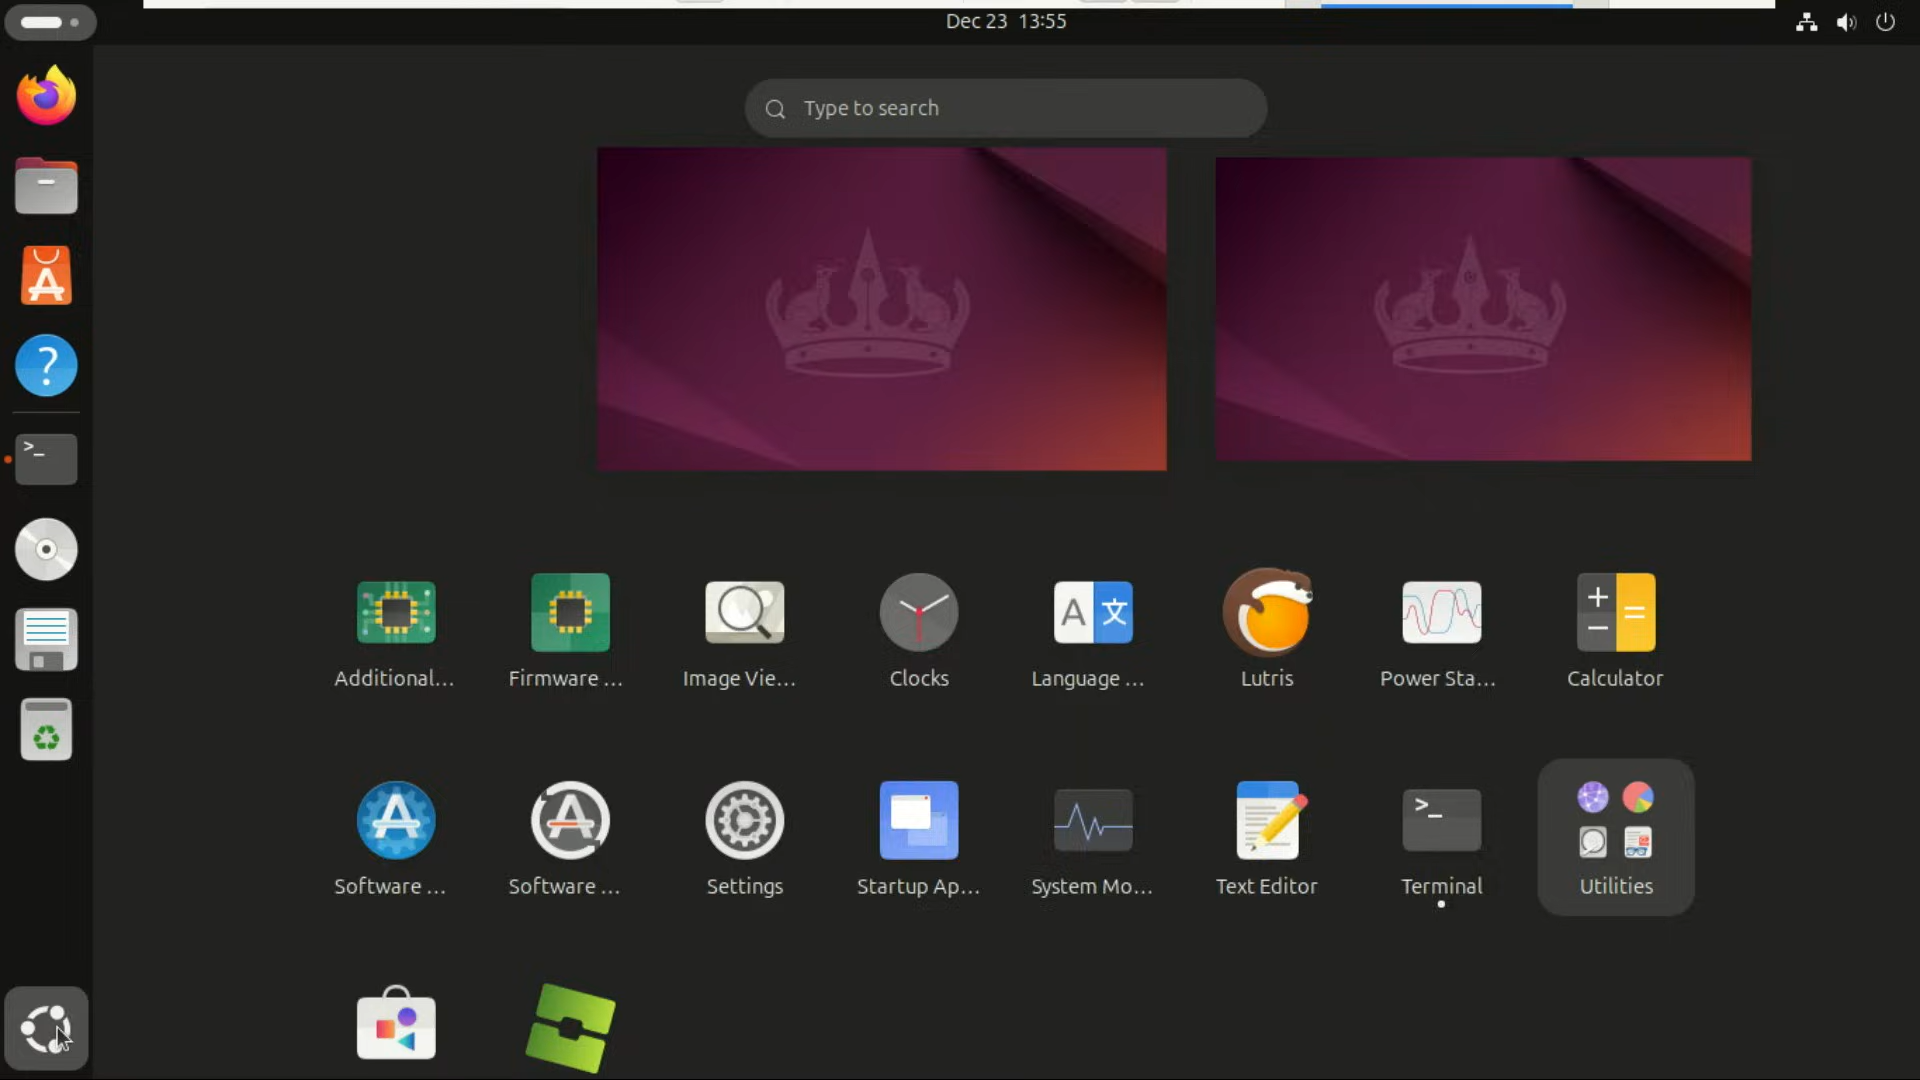 Dec 23 13:55
Type to search
Additional...
Firmware ...
Image Vie...
Clocks
Language ...
Lutris
Power Sta...
Calculator
Software ...
Software ...
Settings
Startup Ap...
System Mo...
Text Editor
Terminal
Utilities